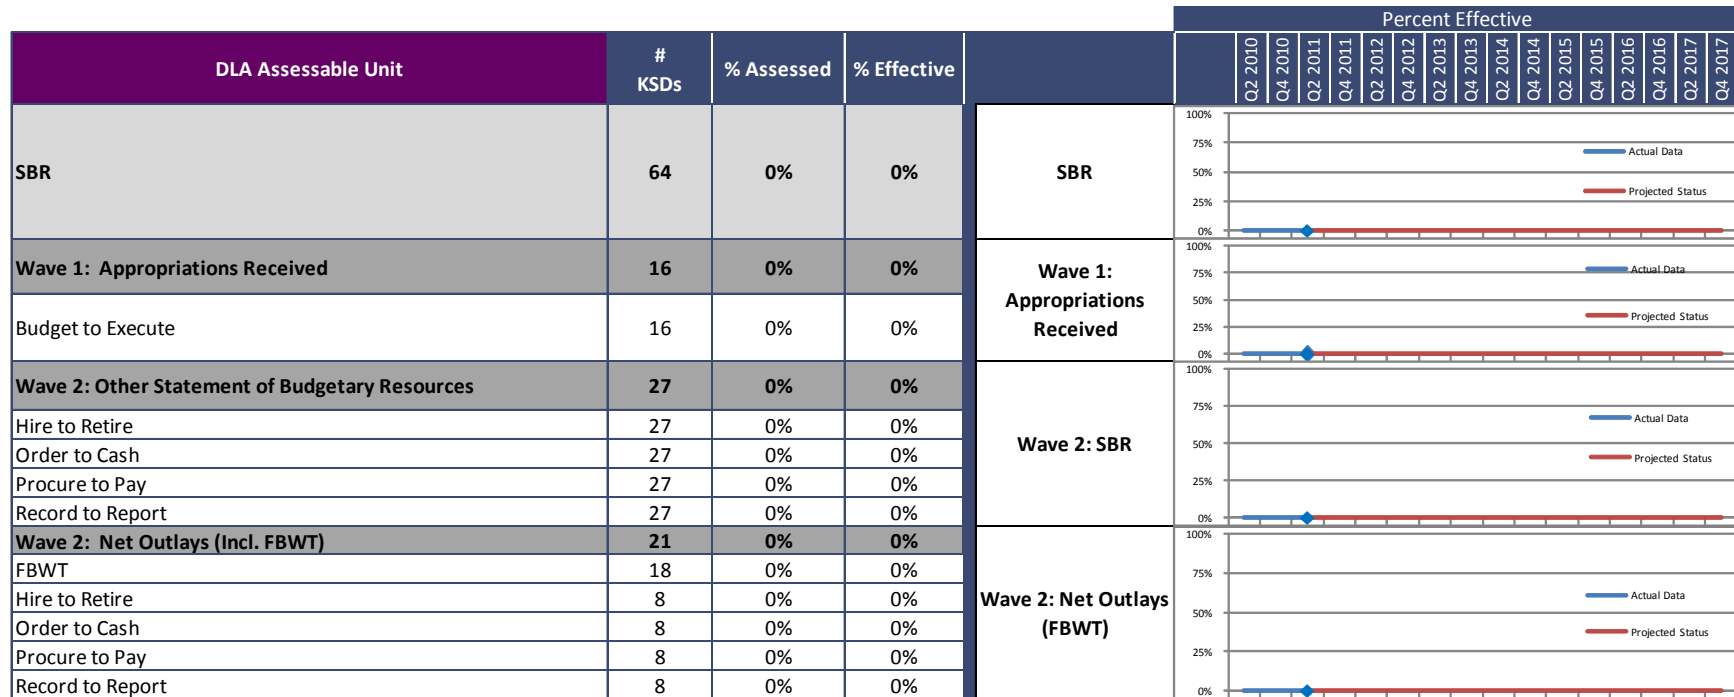 Percent Effective
DLA Assessable Unit
#
KSDs
% Assessed
% Effective
Q2 2010
Q4 2010
Q2 2011
Q4 2011
Q2 2012
Q4 2012
Q2 2013
Q4 2013
Q2 2014
Q4 2014
Q2 2015
Q4 2015
Q2 2016
Q4 2016
Q2 2017
Q4 2017
SBR 64 0% 0%
SBR
100%
75%
50%
25%
0%
Actual Data
Projected Status
Wave 1: Appropriations Received 16 0% 0%
Budget to Execute 16 0% 0%
Wave 1:
Appropriations
Received
100%
75%
50%
25%
0%
Actual Data
Projected Status
Wave 2: Other Statement of Budgetary Resources 27 0% 0%
Hire to Retire 27 0% 0%
Order to Cash 27 0% 0%
Procure to Pay 27 0% 0%
Record to Report 27 0% 0%
Wave 2: SBR
100%
75%
50%
25%
0%
Actual Data
Projected Status
Wave 2: Net Outlays (Incl. FBWT) 21 0% 0%
FBWT 18 0% 0%
Hire to Retire 8 0% 0%
Order to Cash 8 0% 0%
Procure to Pay 8 0% 0%
Record to Report 8 0% 0%
Wave 2: Net Outlays
(FBWT)
100%
75%
50%
25%
0%
Actual Data
Projected Status